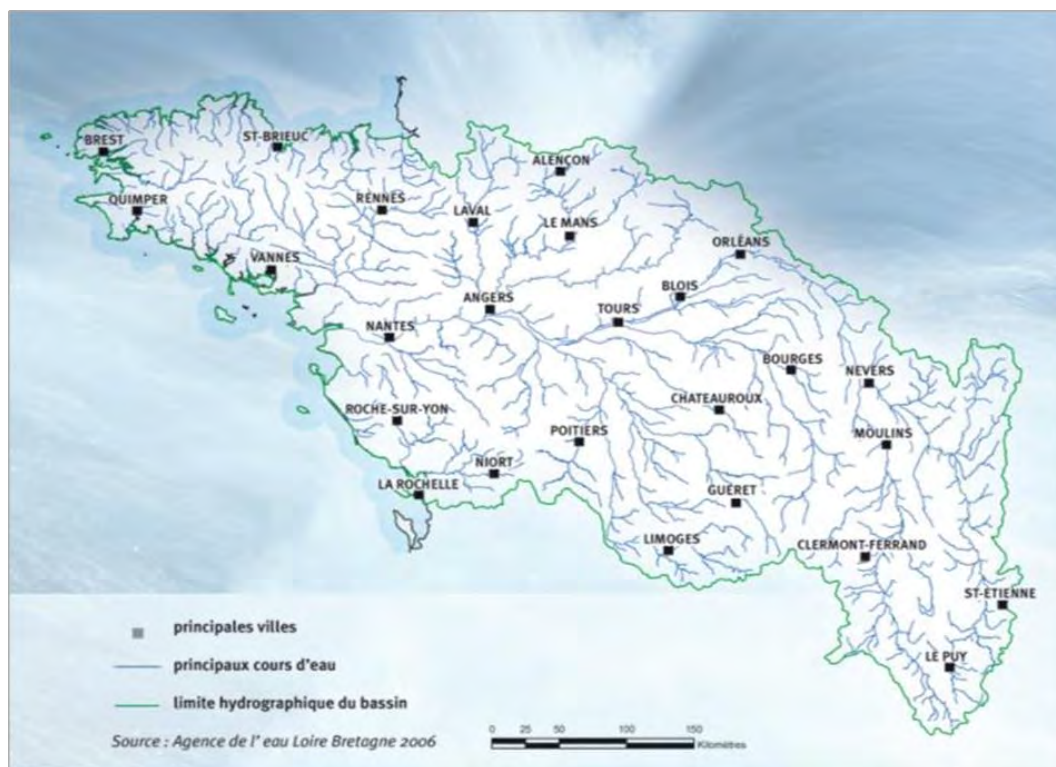 ALENÇON
BREST
ST-BRIEUC
QUIMPER
RENNES
LAVAL
LE MANS
ORLÉANS
VANNES
BLOIS
ANGERS
TOURS
NANTES
BOURGES
NEVERS
CHATEAUROUX
ROCHE-SUR-YON
POITIERS
MOULINS
NIORT
LA ROCHELLE
GUÉRET
LIMOGES
CLERMONT-FERRAND
ST-ÉTIENNE
LE PUY
principales villes
principaux cours d'eau
limite hydrographique du bassin
Source : Agence de l' eau Loire Bretagne 2006
0 25 50 100 150
Kilomètres